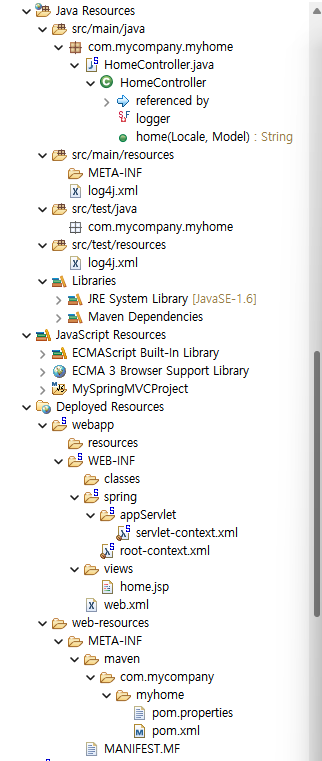 Java Resources
src/main/java
com.mycompany.myhome
HomeController.java
HomeController
referenced by
logger
home(Locale, Model) : String
src/main/resources
META-INF
log4j.xml
src/test/java
com.mycompany.myhome
src/test/resources
log4j.xml
Libraries
JRE System Library [JavaSE-1.6]
Maven Dependencies
JavaScript Resources
ECMAScript Built-In Library
ECMA 3 Browser Support Library
MySpringMVCProject
Deployed Resources
webapp
resources
WEB-INF
classes
spring
appServlet
servlet-context.xml
root-context.xml
views
home.jsp
web.xml
web-resources
META-INF
maven
com.mycompany
myhome
pom.properties
pom.xml
MANIFEST.MF